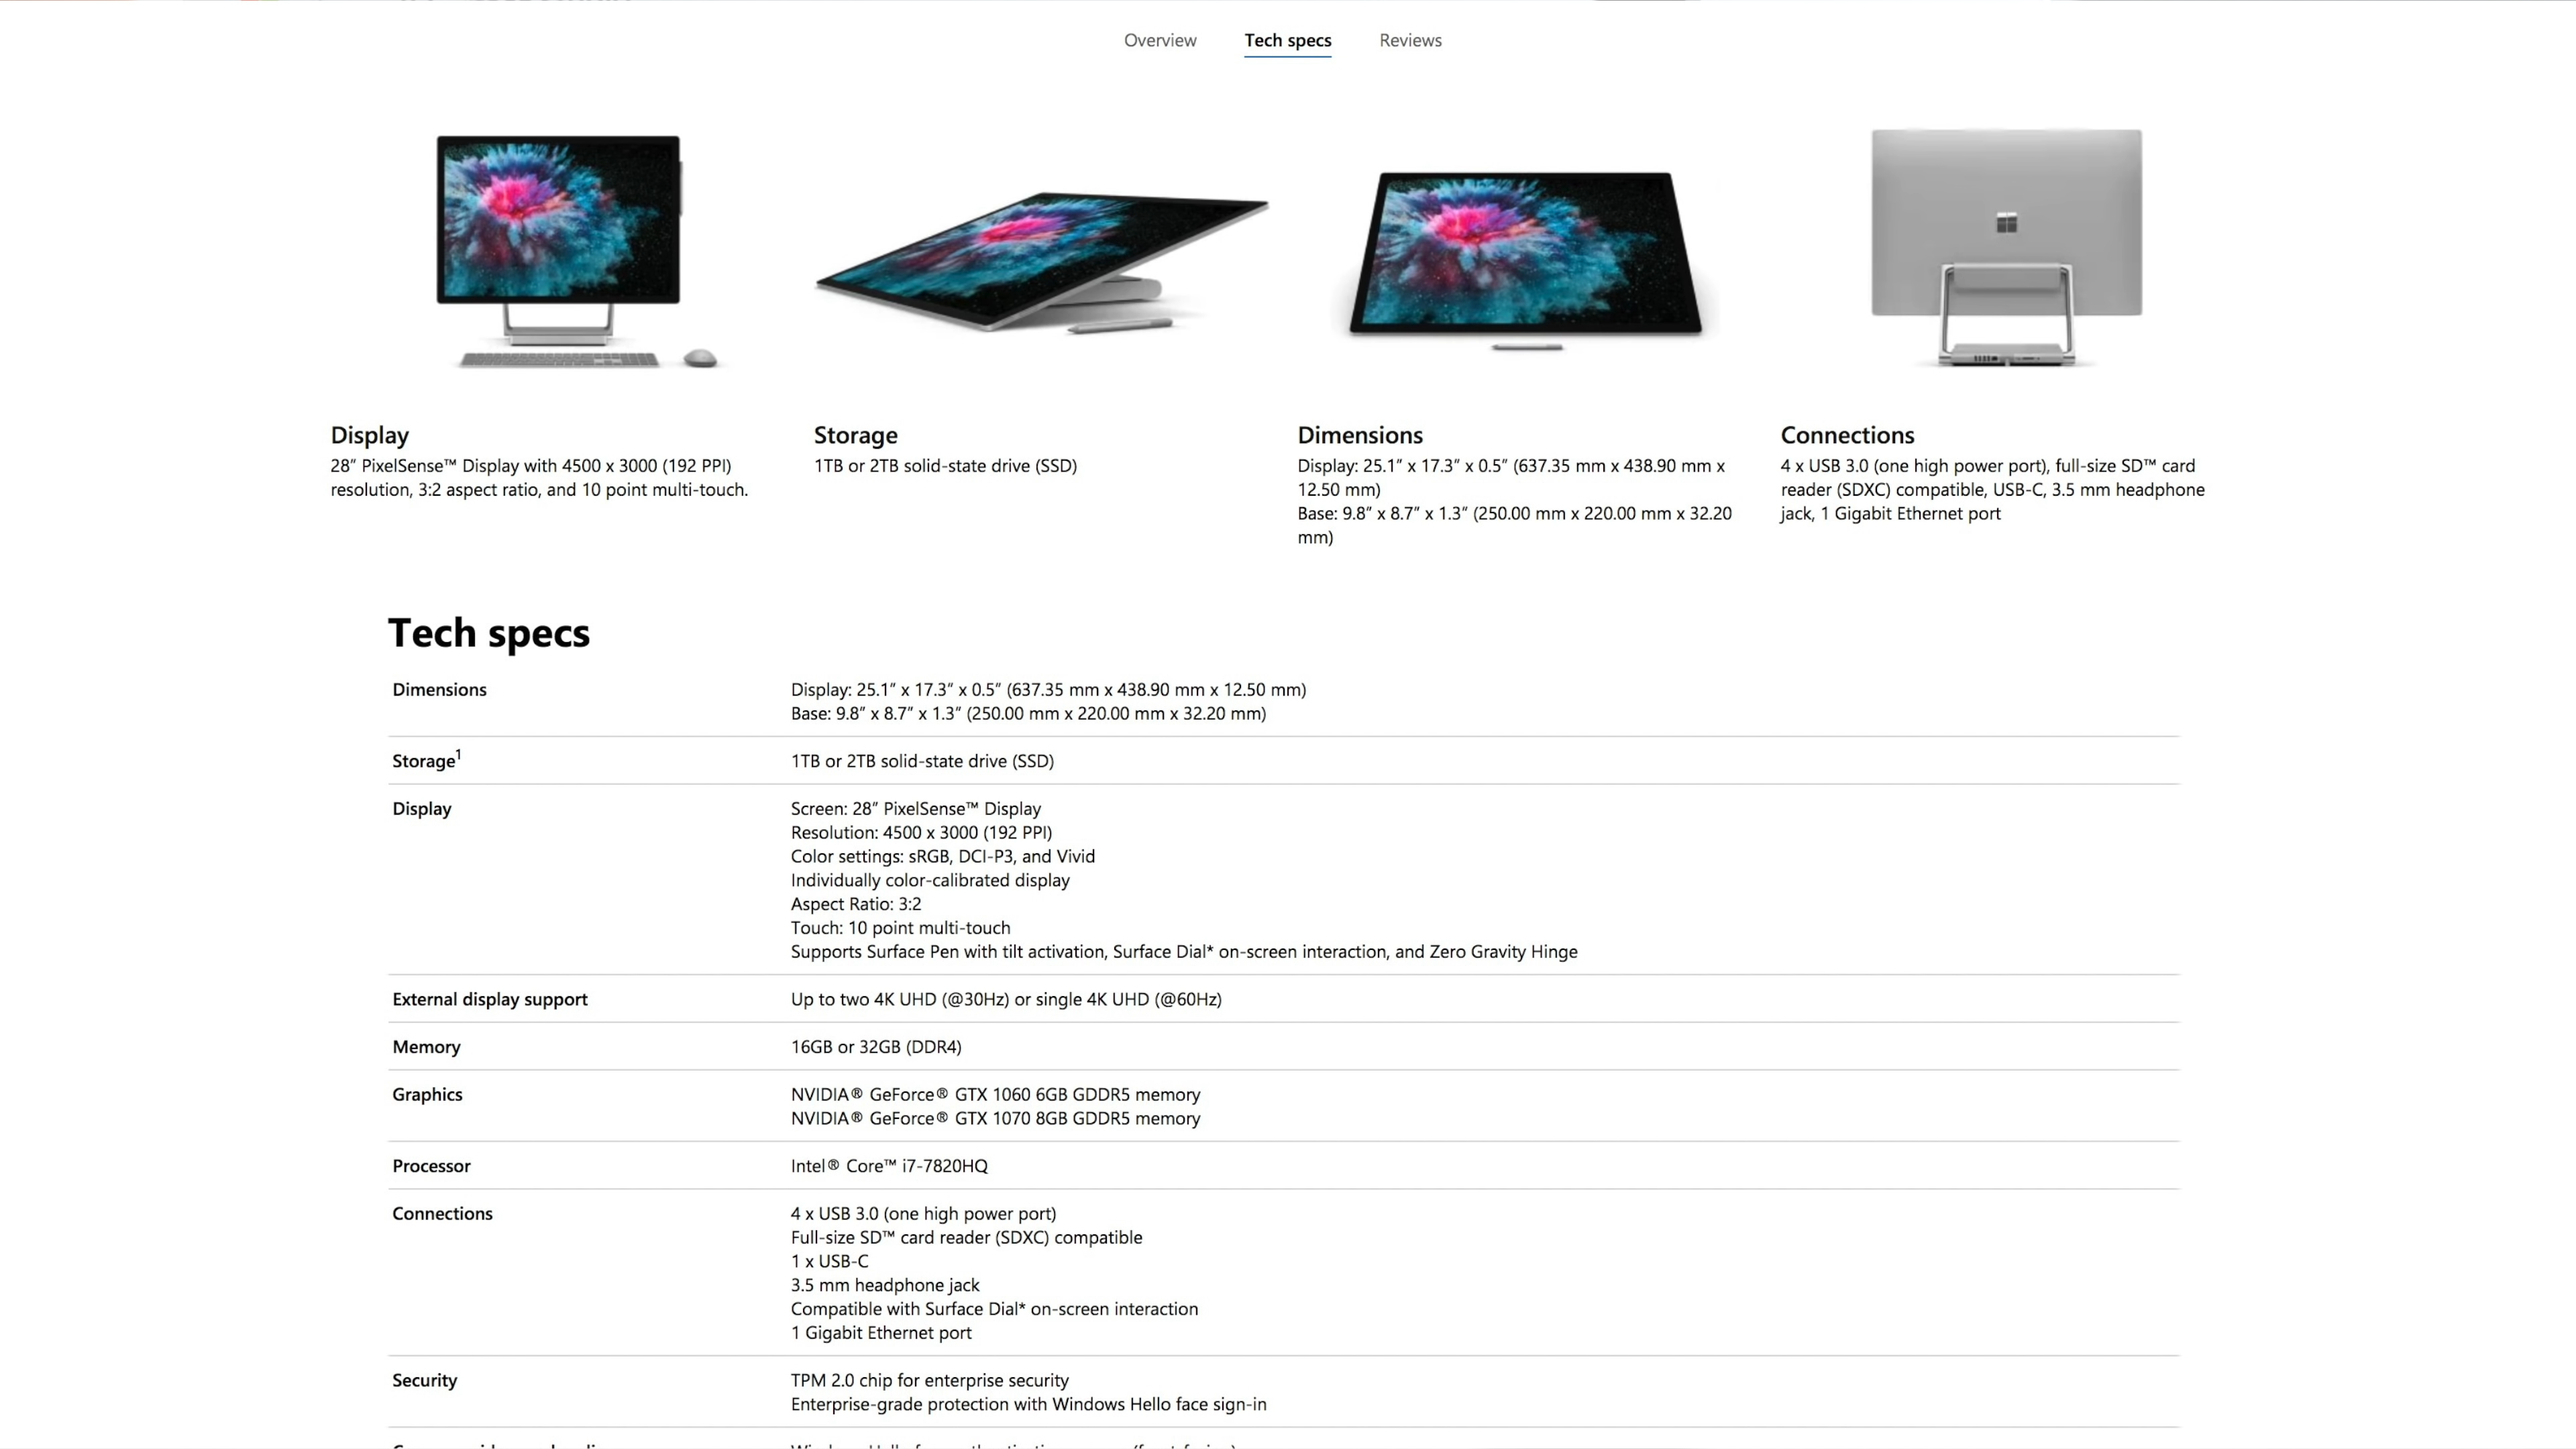 Overview
Tech specs
Reviews
Display
28” PixelSense™ Display with 4500 x 3000 (192 PPI)
resolution, 3:2 aspect ratio, and 10 point multi-touch.
Storage
1TB or 2TB solid-state drive (SSD)
Dimensions
Display: 25.1” x 17.3” x 0.5” (637.35 mm x 438.90 mm x
12.50 mm)
Base: 9.8” x 8.7” x 1.3” (250.00 mm x 220.00 mm x 32.20
mm)
Connections
4 x USB 3.0 (one high power port), full-size SD™ card
reader (SDXC) compatible, USB-C, 3.5 mm headphone
jack, 1 Gigabit Ethernet port
Tech specs
Dimensions
Display: 25.1” x 17.3” x 0.5” (637.35 mm x 438.90 mm x 12.50 mm)
Base: 9.8” x 8.7” x 1.3” (250.00 mm x 220.00 mm x 32.20 mm)
Storage1
1TB or 2TB solid-state drive (SSD)
Display
Screen: 28” PixelSense™ Display
Resolution: 4500 x 3000 (192 PPI)
Color settings: sRGB, DCI-P3, and Vivid
Individually color-calibrated display
Aspect Ratio: 3:2
Touch: 10 point multi-touch
Supports Surface Pen with tilt activation, Surface Dial* on-screen interaction, and Zero Gravity Hinge
External display support
Up to two 4K UHD (@30Hz) or single 4K UHD (@60Hz)
Memory
16GB or 32GB (DDR4)
Graphics
NVIDIA® GeForce® GTX 1060 6GB GDDR5 memory
NVIDIA® GeForce® GTX 1070 8GB GDDR5 memory
Processor
Intel® Core™ i7-7820HQ
Connections
4 x USB 3.0 (one high power port)
Full-size SD™ card reader (SDXC) compatible
1 x USB-C
3.5 mm headphone jack
Compatible with Surface Dial* on-screen interaction
1 Gigabit Ethernet port
Security
TPM 2.0 chip for enterprise security
Enterprise-grade protection with Windows Hello face sign-in